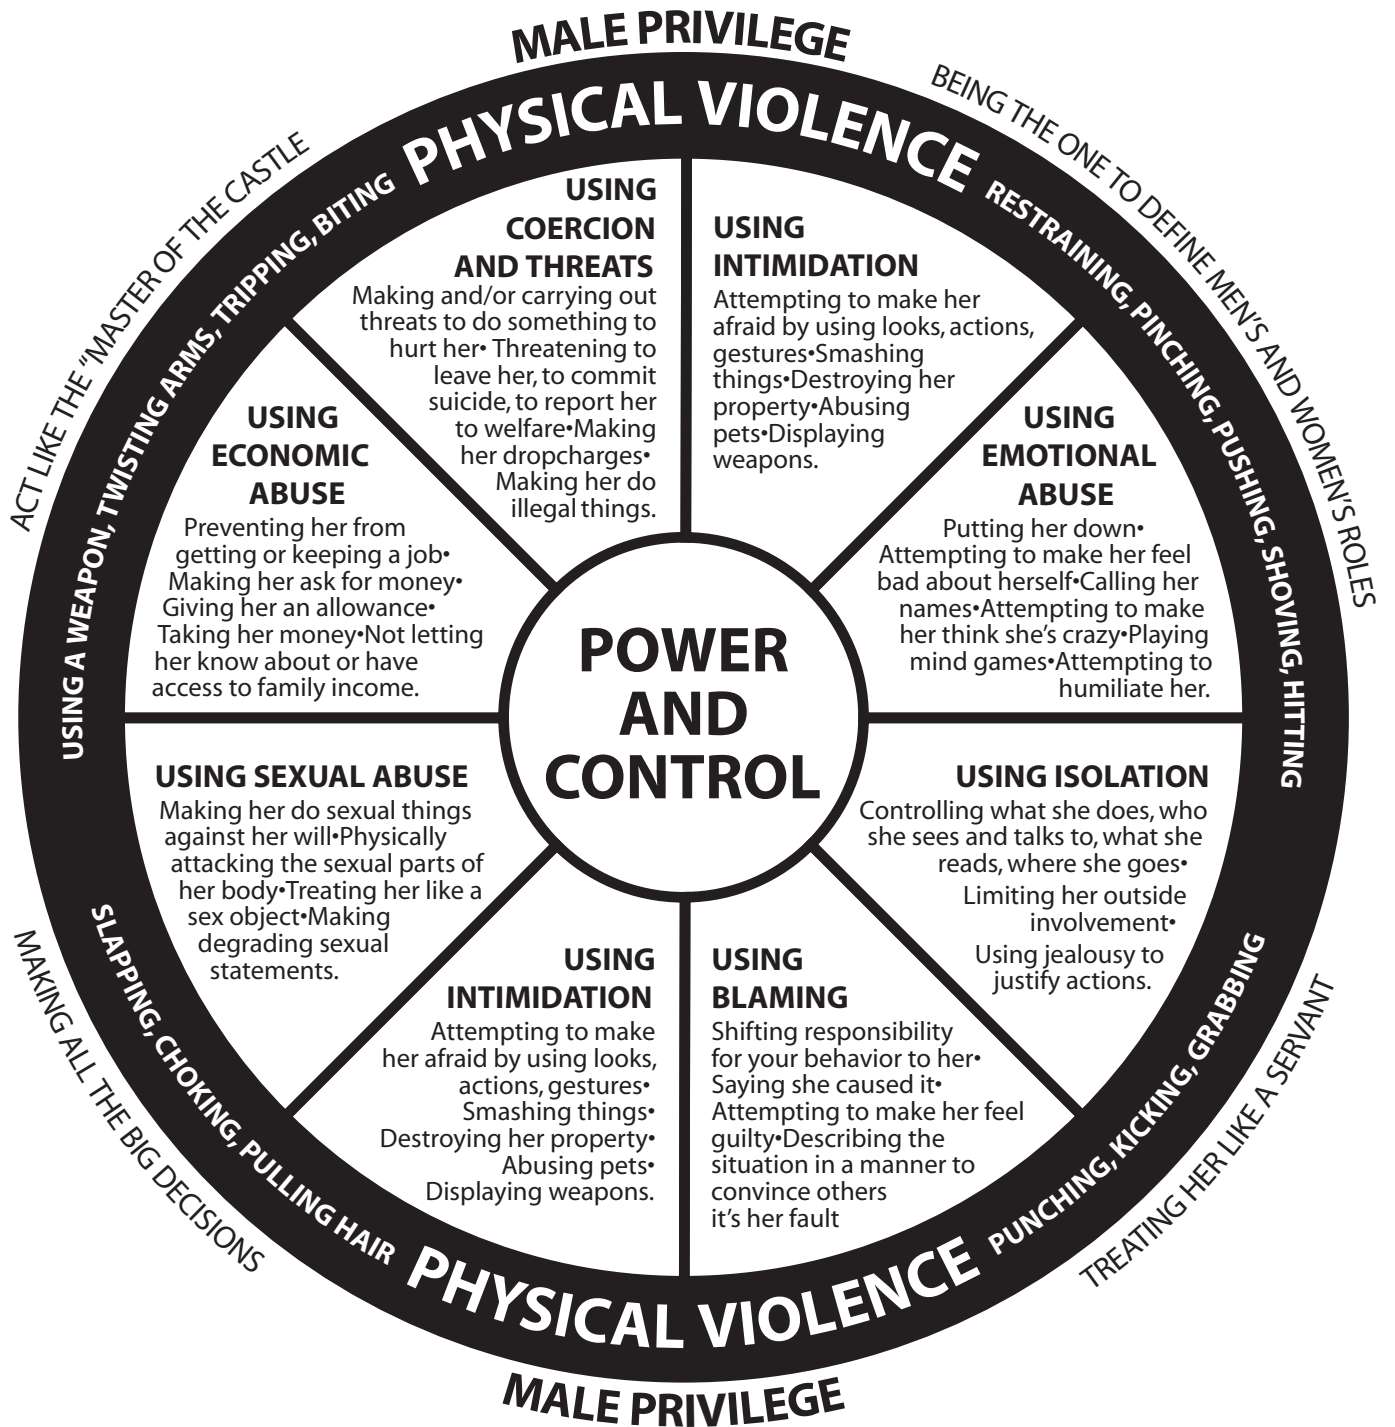 MALE PRIVILEGE
BEING THE ONE TO DEFINE MEN'S AND WOMEN'S ROLES
ACT LIKE THE "MASTER OF THE CASTLE
PHYSICAL VIOLENCE
RESTRAINING, PINCHING, PUSHING, SHOVING, HITTING
USING A WEAPON, TWISTING ARMS, TRIPPING, BITING
USING
COERCION
AND THREATS
Making and/or carrying out
threats to do something to
hurt her• Threatening to
leave her, to commit
suicide, to report her
to welfare•Making
her dropcharges•
Making her do
illegal things.
USING
INTIMIDATION
Attempting to make her
afraid by using looks, actions,
gestures•Smashing
things•Destroying her
property•Abusing
pets•Displaying
weapons.
USING
ECONOMIC
ABUSE
Preventing her from
getting or keeping a job•
Making her ask for money•
Giving her an allowance•
Taking her money•Not letting
her know about or have
access to family income.
USING
EMOTIONAL
ABUSE
Putting her down•
Attempting to make her feel
bad about herself•Calling her
names•Attempting to make
her think she's crazy•Playing
mind games•Attempting to
humiliate her.
POWER
AND
CONTROL
USING SEXUAL ABUSE
Making her do sexual things
against her will•Physically
attacking the sexual parts of
her body•Treating her like a
sex object•Making
degrading sexual
statements.
USING ISOLATION
Controlling what she does, who
she sees and talks to, what she
reads, where she goes•
Limiting her outside
involvement•
Using jealousy to
justify actions.
USING
INTIMIDATION
Attempting to make
her afraid by using looks,
actions, gestures•
Smashing things•
Destroying her property•
Abusing pets•
Displaying weapons.
USING
BLAMING
Shifting responsibility
for your behavior to her•
Saying she caused it•
Attempting to make her feel
guilty•Describing the
situation in a manner to
convince others
it's her fault
SLAPPING, CHOKING, PULLING HAIR
PHYSICAL VIOLENCE
PUNCHING, KICKING, GRABBING
MAKING ALL THE BIG DECISIONS
TREATING HER LIKE A SERVANT
MALE PRIVILEGE